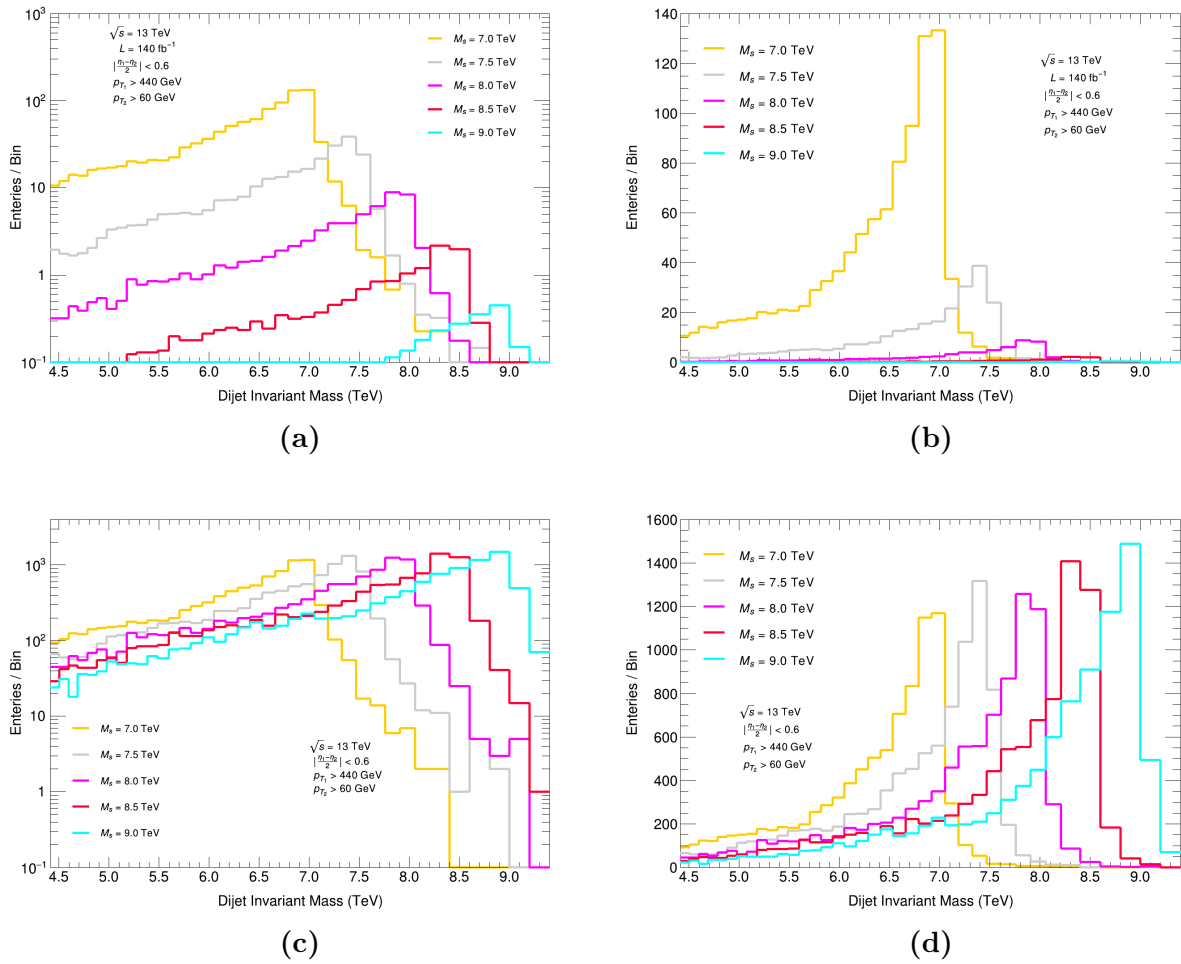 10³
10²
10
1
10⁻¹
Enteries / Bin
√s = 13 TeV
L = 140 fb⁻¹
|η₁−η₂/2| < 0.6
p_T₁ > 440 GeV
p_T₂ > 60 GeV
M_s = 7.0 TeV
M_s = 7.5 TeV
M_s = 8.0 TeV
M_s = 8.5 TeV
M_s = 9.0 TeV
4.5 5.0 5.5 6.0 6.5 7.0 7.5 8.0 8.5 9.0
Dijet Invariant Mass (TeV)
(a)
140
120
100
80
60
40
20
0
Enteries / Bin
M_s = 7.0 TeV
M_s = 7.5 TeV
M_s = 8.0 TeV
M_s = 8.5 TeV
M_s = 9.0 TeV
√s = 13 TeV
L = 140 fb⁻¹
|η₁−η₂/2| < 0.6
p_T₁ > 440 GeV
p_T₂ > 60 GeV
4.5 5.0 5.5 6.0 6.5 7.0 7.5 8.0 8.5 9.0
Dijet Invariant Mass (TeV)
(b)
10³
10²
10
1
10⁻¹
Enteries / Bin
M_s = 7.0 TeV
M_s = 7.5 TeV
M_s = 8.0 TeV
M_s = 8.5 TeV
M_s = 9.0 TeV
√s = 13 TeV
|η₁−η₂/2| < 0.6
p_T₁ > 440 GeV
p_T₂ > 60 GeV
4.5 5.0 5.5 6.0 6.5 7.0 7.5 8.0 8.5 9.0
Dijet Invariant Mass (TeV)
(c)
1600
1400
1200
1000
800
600
400
200
0
Enteries / Bin
M_s = 7.0 TeV
M_s = 7.5 TeV
M_s = 8.0 TeV
M_s = 8.5 TeV
M_s = 9.0 TeV
√s = 13 TeV
|η₁−η₂/2| < 0.6
p_T₁ > 440 GeV
p_T₂ > 60 GeV
4.5 5.0 5.5 6.0 6.5 7.0 7.5 8.0 8.5 9.0
Dijet Invariant Mass (TeV)
(d)